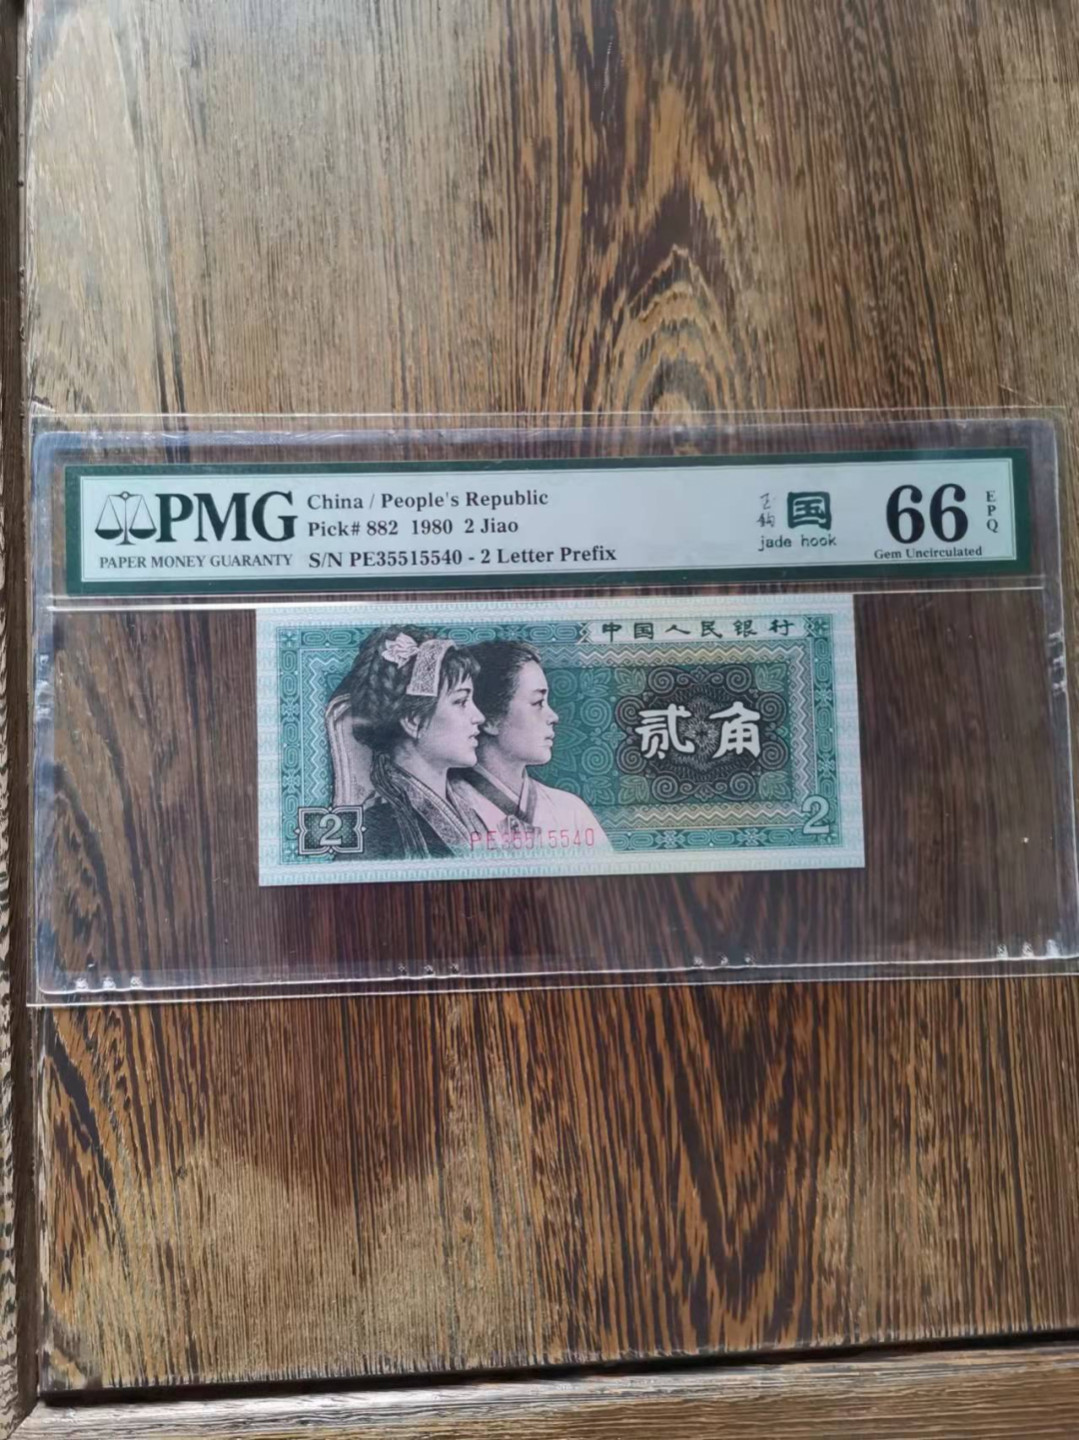 PMG
PAPER MONEY GUARANTY
China / People's Republic
Pick# 882 1980 2 Jiao
S/N PE35515540 - 2 Letter Prefix
玉钩
国
jade hook
66
EPQ
Gem Uncirculated
中国人民银行
贰角
2
2
PE35515540